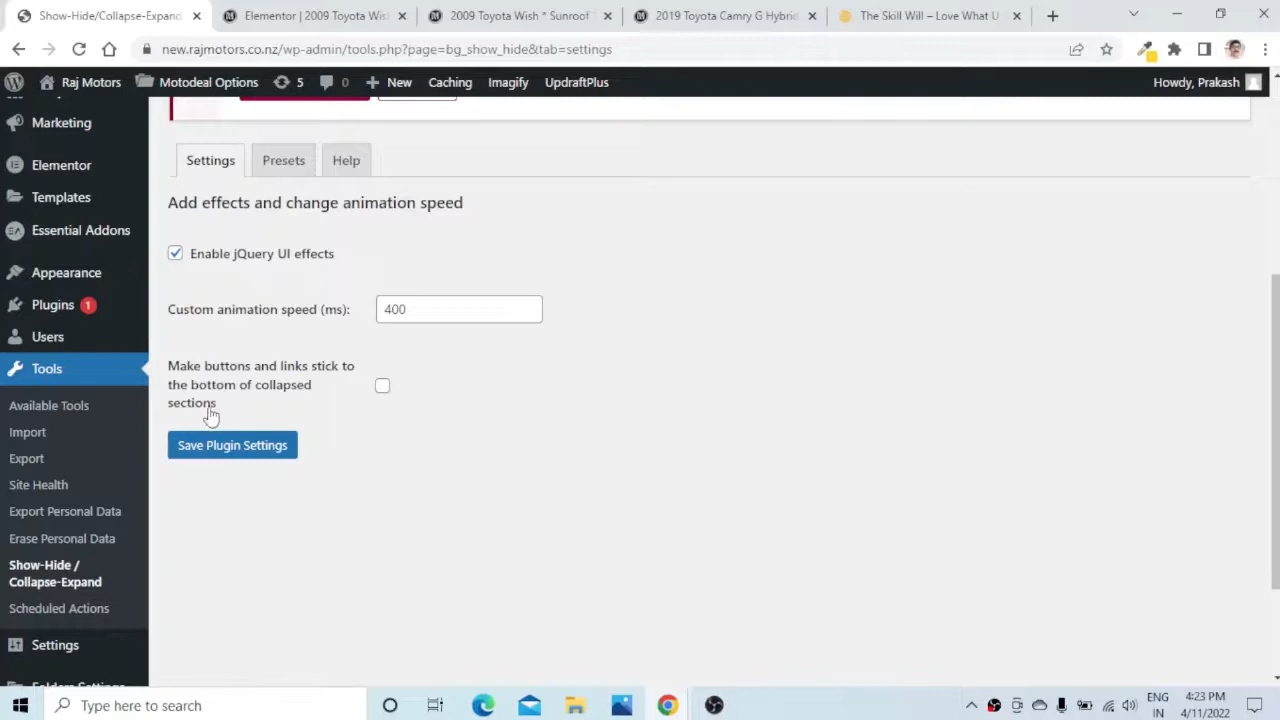 Show-Hide/Collapse-Expand
Elementor | 2009 Toyota Wis
2009 Toyota Wish * Sunroof
2019 Toyota Camry G Hybrid
The Skill Will – Love What U
new.rajmotors.co.nz/wp-admin/tools.php?page=bg_show_hide&tab=settings
Raj Motors
Motodeal Options
5
0
New
Caching
Imagify
UpdraftPlus
Howdy, Prakash
Marketing
Elementor
Templates
Essential Addons
Appearance
Plugins 1
Users
Tools
Available Tools
Import
Export
Site Health
Export Personal Data
Erase Personal Data
Show-Hide /
Collapse-Expand
Scheduled Actions
Settings
Settings
Presets
Help
Add effects and change animation speed
Enable jQuery UI effects
Custom animation speed (ms):
400
Make buttons and links stick to
the bottom of collapsed
sections
Save Plugin Settings
Type here to search
ENG
IN
4:23 PM
4/11/2022